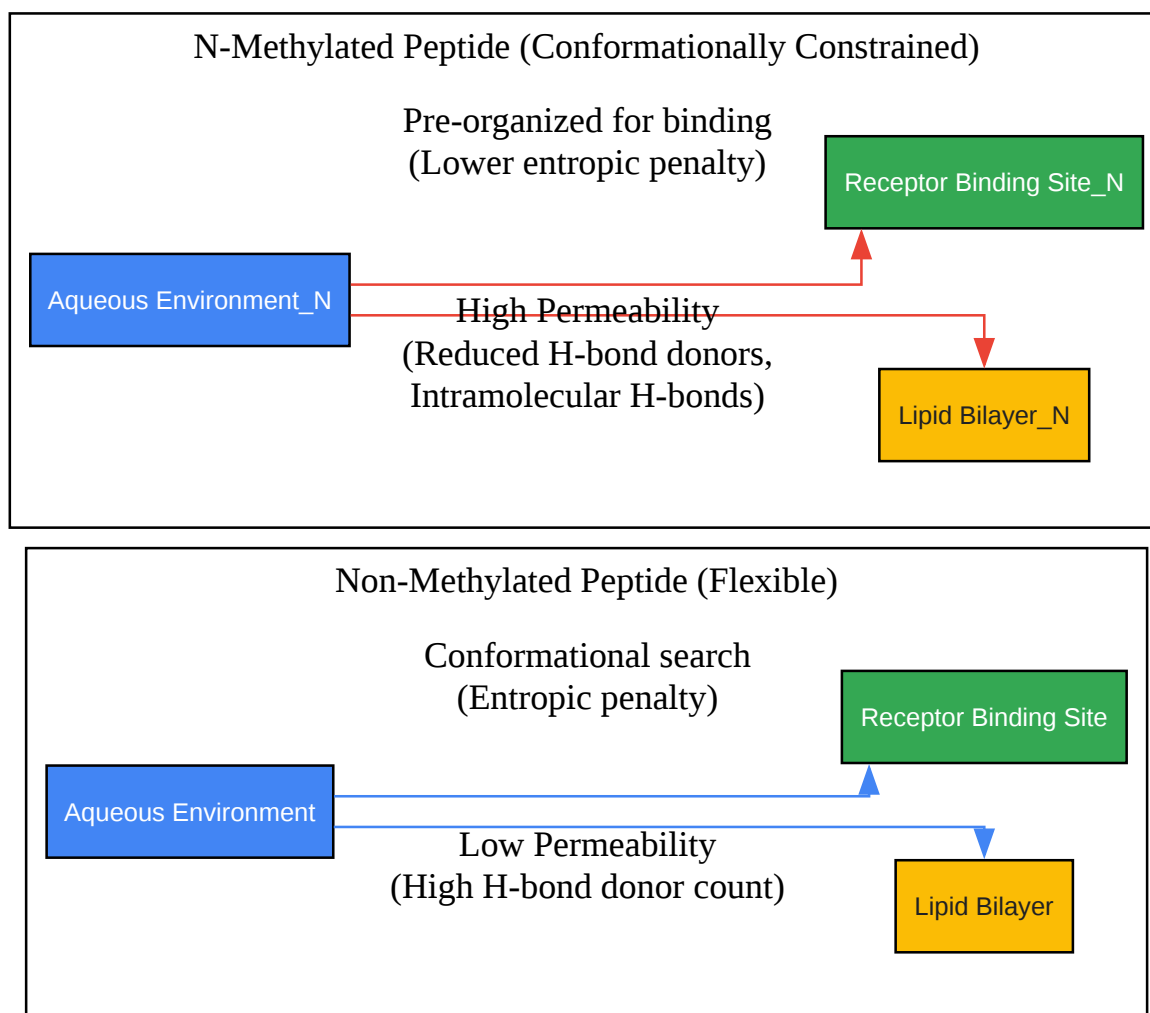 N-Methylated Peptide (Conformationally Constrained)
Pre-organized for binding
(Lower entropic penalty)
Receptor Binding Site_N
Aqueous Environment_N
High Permeability
(Reduced H-bond donors,
Intramolecular H-bonds)
Lipid Bilayer_N
Non-Methylated Peptide (Flexible)
Conformational search
(Entropic penalty)
Receptor Binding Site
Aqueous Environment
Low Permeability
(High H-bond donor count)
Lipid Bilayer